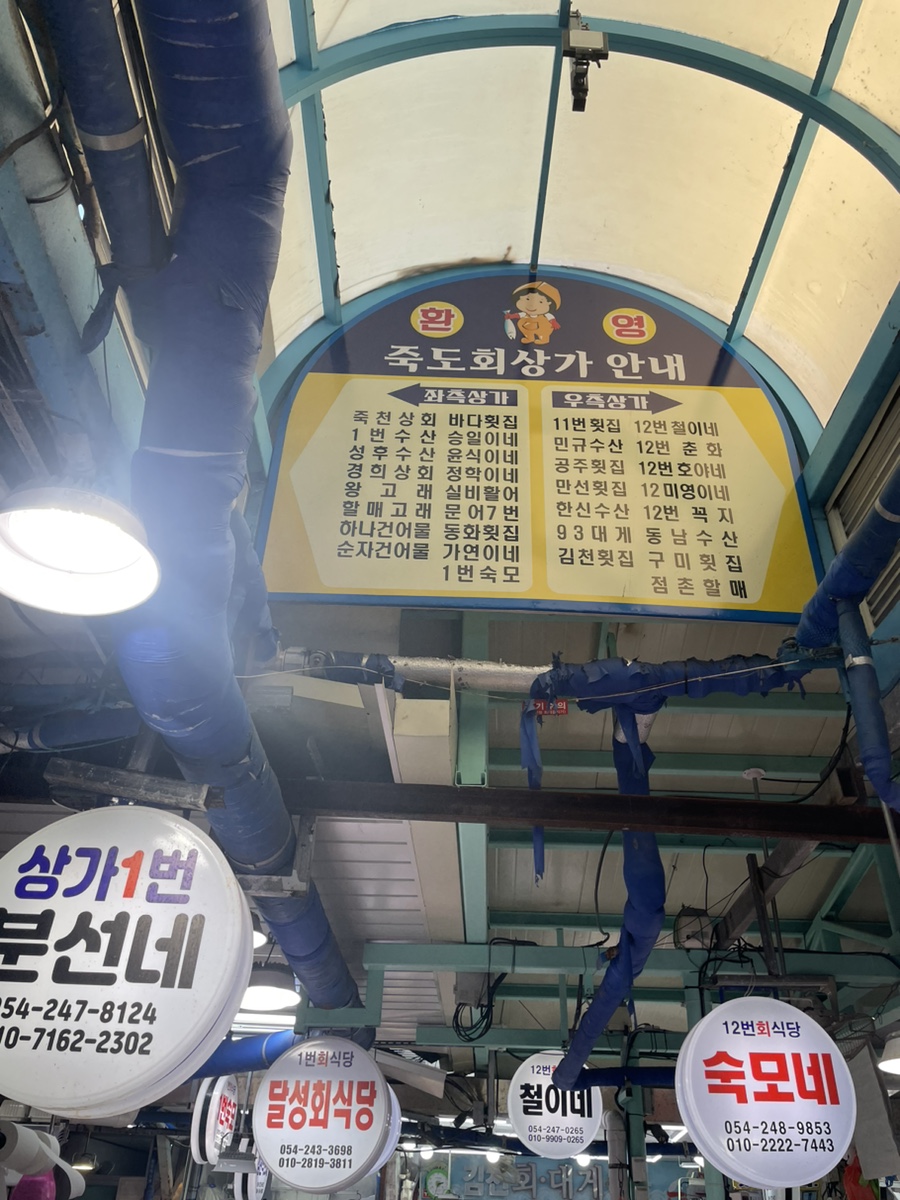 환 영
죽도회상가 안내
좌측상가
죽천상회 바다횟집
1번수산 승일이네
성후수산 윤식이네
경희상회 정학이네
왕고래 실비활어
할매고래 문어7번
하나건어물 동화횟집
순자건어물 가연이네
1번숙모
우측상가
11번횟집 12번철이네
민규수산 12번 춘화
공주횟집 12번호야네
만선횟집 12미영이네
한신수산 12번 꼭지
93대게 동남수산
김천횟집 구미횟집
점촌할매
상가1번
분선네
054-247-8124
010-7162-2302
1번회식당
달성회식당
054-243-3698
010-2819-3811
12번
철이네
054-247-0265
010-9909-0265
12번회식당
숙모네
054-248-9853
010-2222-7443